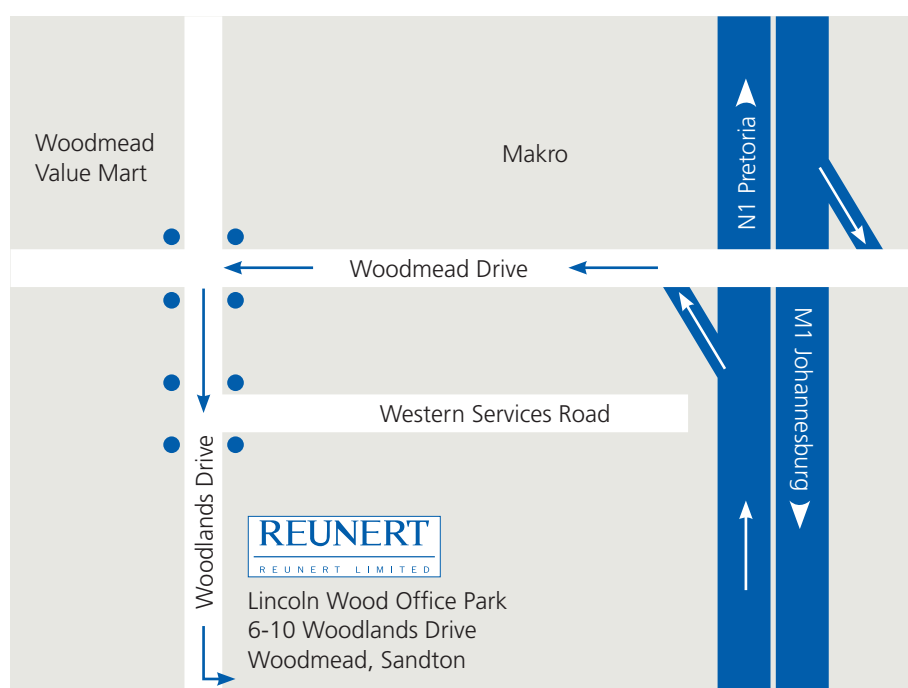 Woodmead
Value Mart
Makro
N1 Pretoria
Woodmead Drive
M1 Johannesburg
Western Services Road
Woodlands Drive
REUNERT
REUNERT LIMITED
Lincoln Wood Office Park
6-10 Woodlands Drive
Woodmead, Sandton